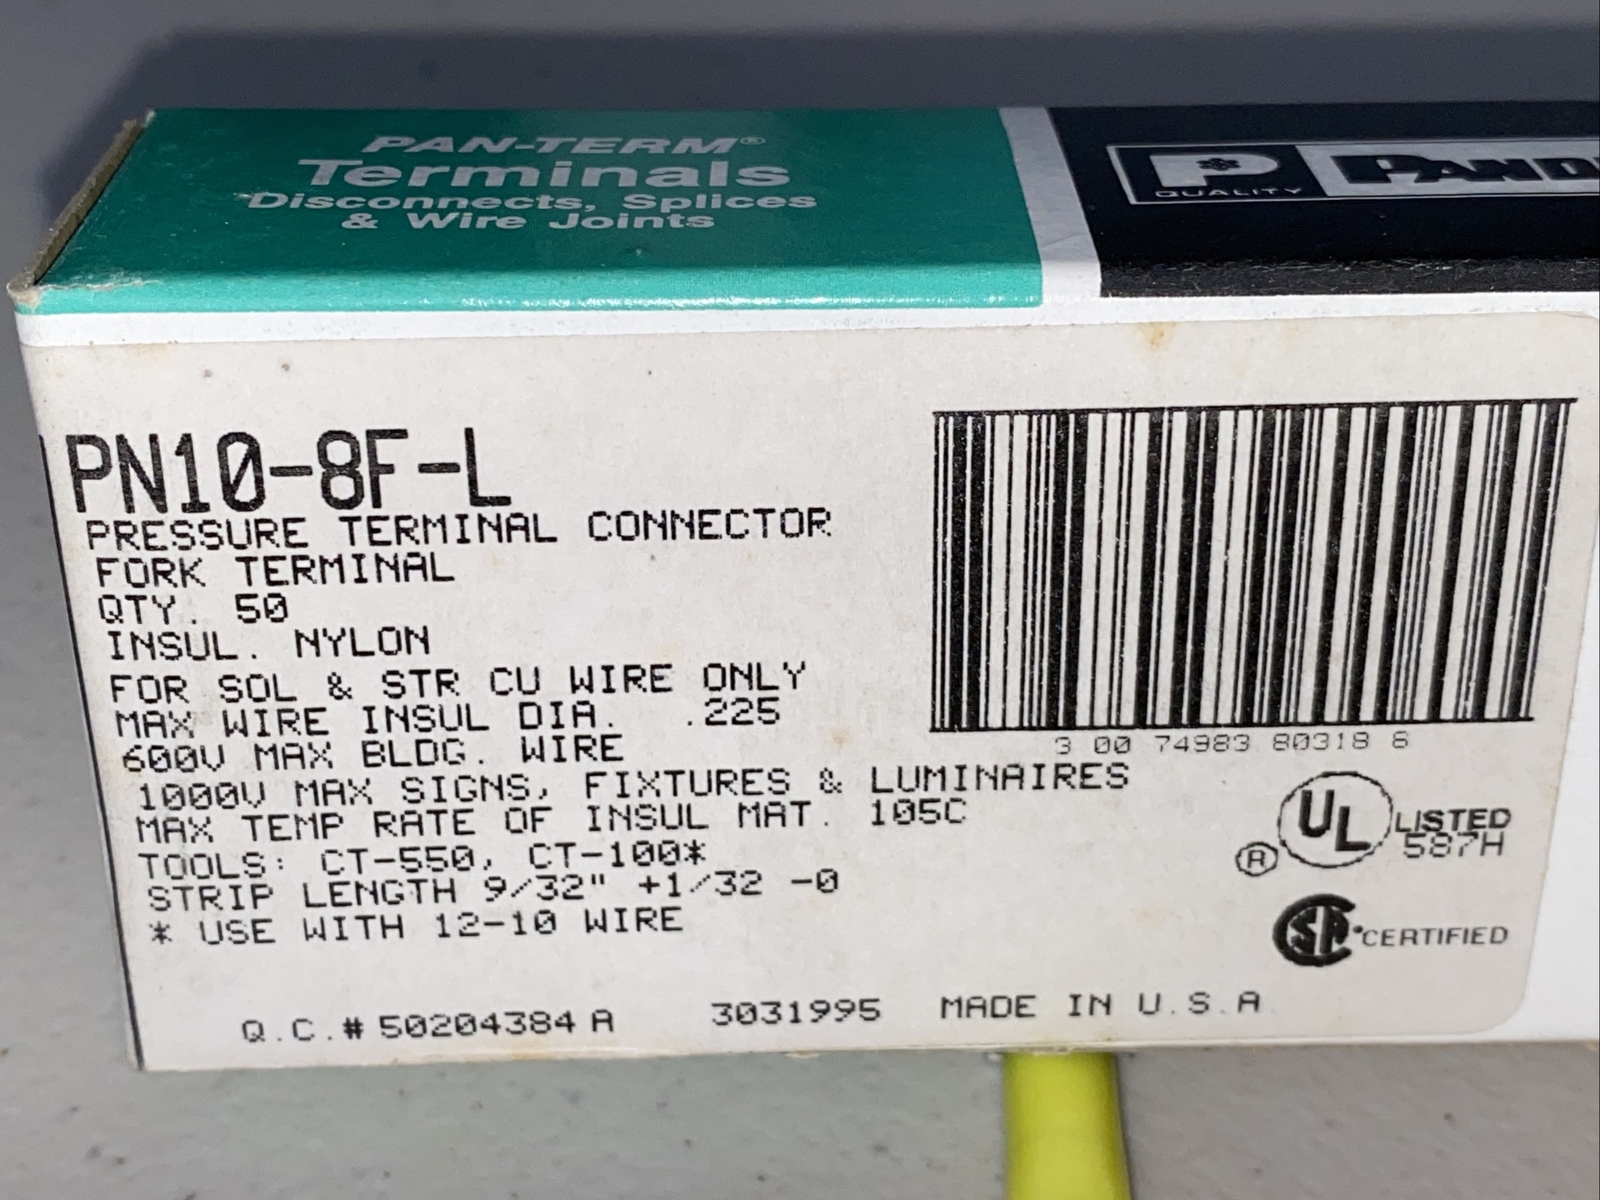 PAN-TERM®
Terminals
Disconnects, Splices
& Wire Joints
P
QUALITY
PAND
PN10-8F-L
PRESSURE TERMINAL CONNECTOR
FORK TERMINAL
QTY. 50
INSUL. NYLON
FOR SOL & STR CU WIRE ONLY
MAX WIRE INSUL DIA. .225
600V MAX BLDG. WIRE
1000V MAX SIGNS, FIXTURES & LUMINAIRES
MAX TEMP RATE OF INSUL MAT. 105C
TOOLS: CT-550, CT-100*
STRIP LENGTH 9/32" +1/32 -0
* USE WITH 12-10 WIRE
3 00 74983 80318 6
® UL LISTED
587H
SA CERTIFIED
Q.C.# 50204384 A 3031995 MADE IN U.S.A.